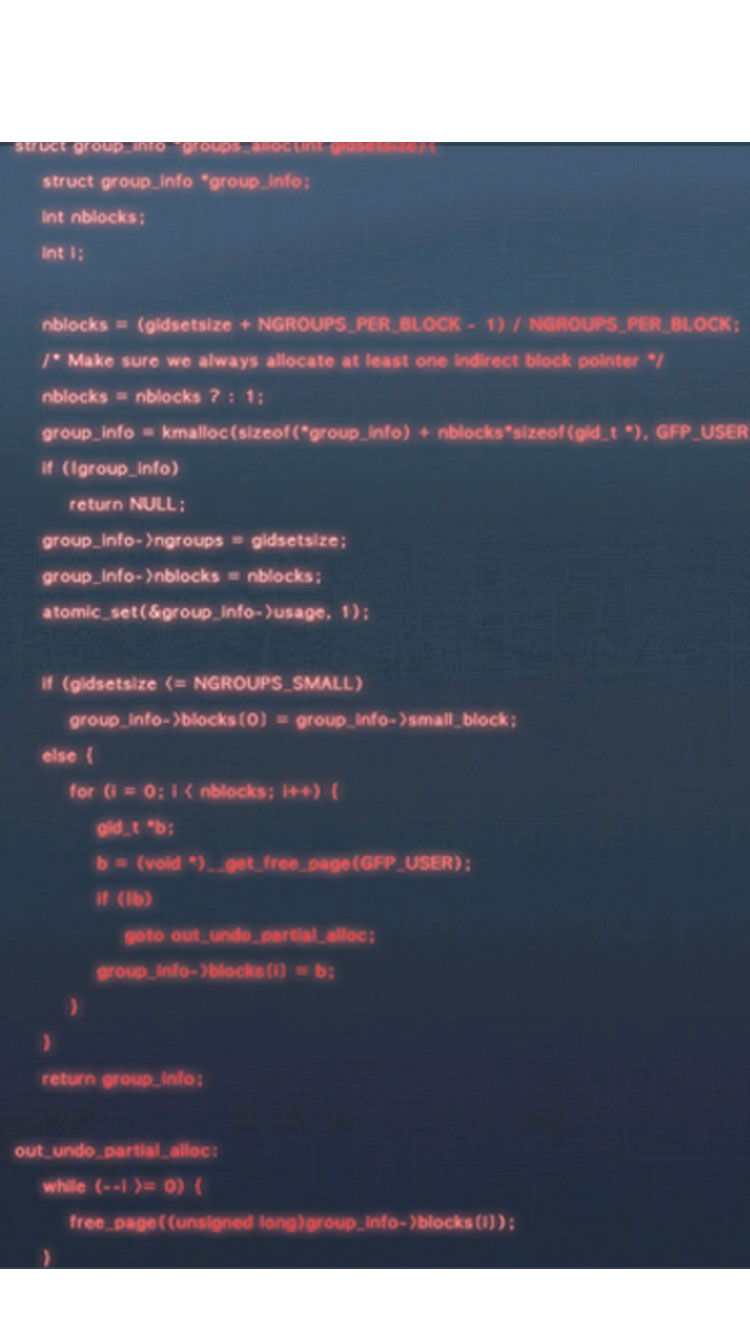 struct group_info *groups_alloc(int gidsetsize){
struct group_info *group_info;
int nblocks;
int i;
nblocks = (gidsetsize + NGROUPS_PER_BLOCK - 1) / NGROUPS_PER_BLOCK;
/* Make sure we always allocate at least one indirect block pointer */
nblocks = nblocks ? : 1;
group_info = kmalloc(sizeof(*group_info) + nblocks*sizeof(gid_t *), GFP_USER
if (!group_info)
return NULL;
group_info->ngroups = gidsetsize;
group_info->nblocks = nblocks;
atomic_set(&group_info->usage, 1);
if (gidsetsize <= NGROUPS_SMALL)
group_info->blocks[0] = group_info->small_block;
else {
for (i = 0; i < nblocks; i++) {
gid_t *b;
b = (void *)__get_free_page(GFP_USER);
if (!b)
goto out_undo_partial_alloc;
group_info->blocks[i] = b;
}
}
return group_info;
out_undo_partial_alloc:
while (--i >= 0) {
free_page((unsigned long)group_info->blocks[i]);
}